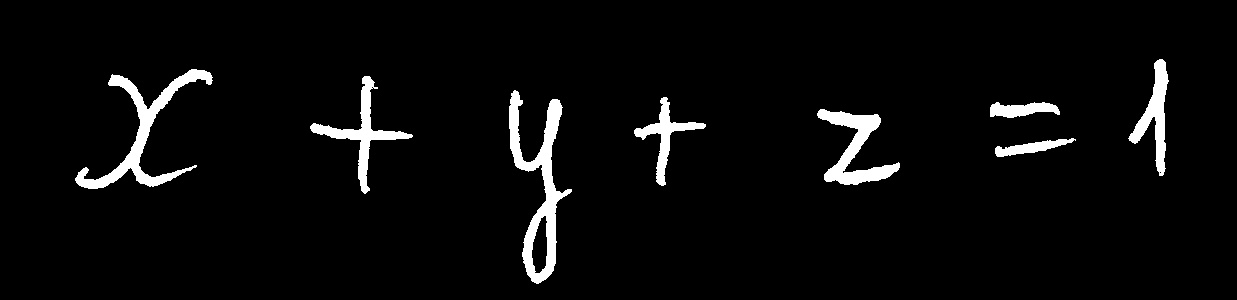 x + y + z = 1